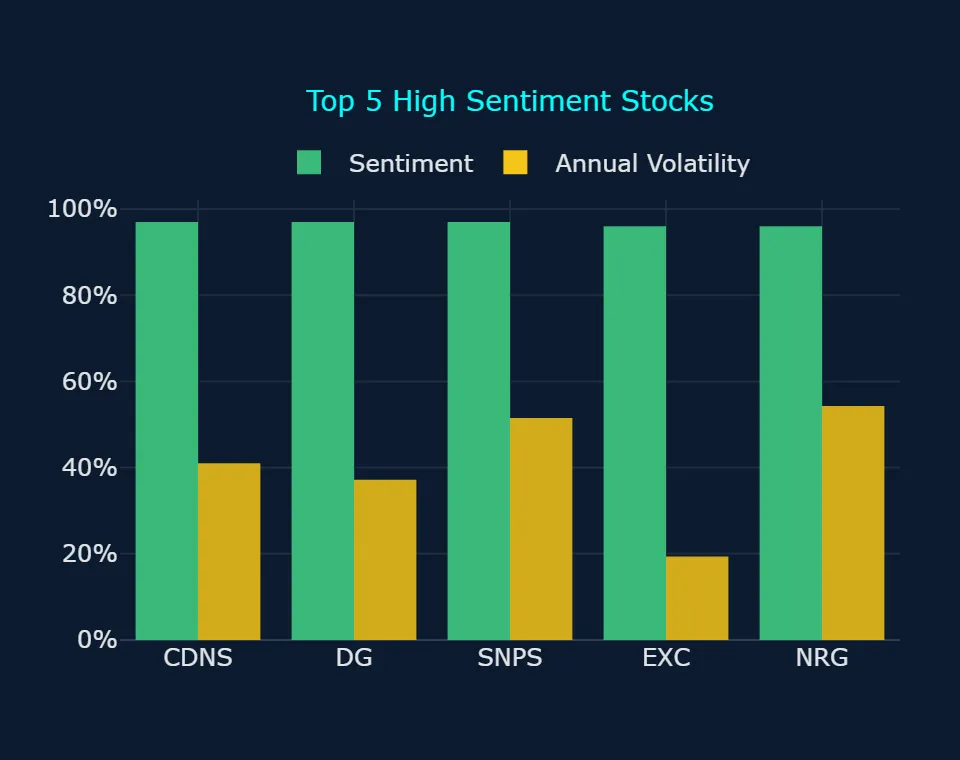 Top 5 High Sentiment Stocks
Sentiment Annual Volatility
100%
80%
60%
40%
20%
0%
CDNS DG SNPS EXC NRG